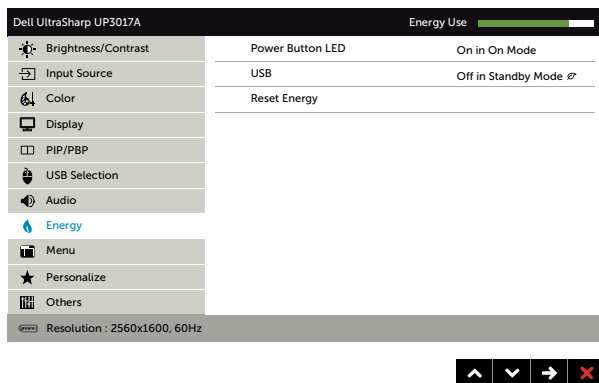 Dell UltraSharp UP3017A Energy Use
Brightness/Contrast Power Button LED On in On Mode
Input Source USB Off in Standby Mode
Color Reset Energy
Display
PIP/PBP
USB Selection
Audio
Energy
Menu
Personalize
Others
Resolution : 2560x1600, 60Hz